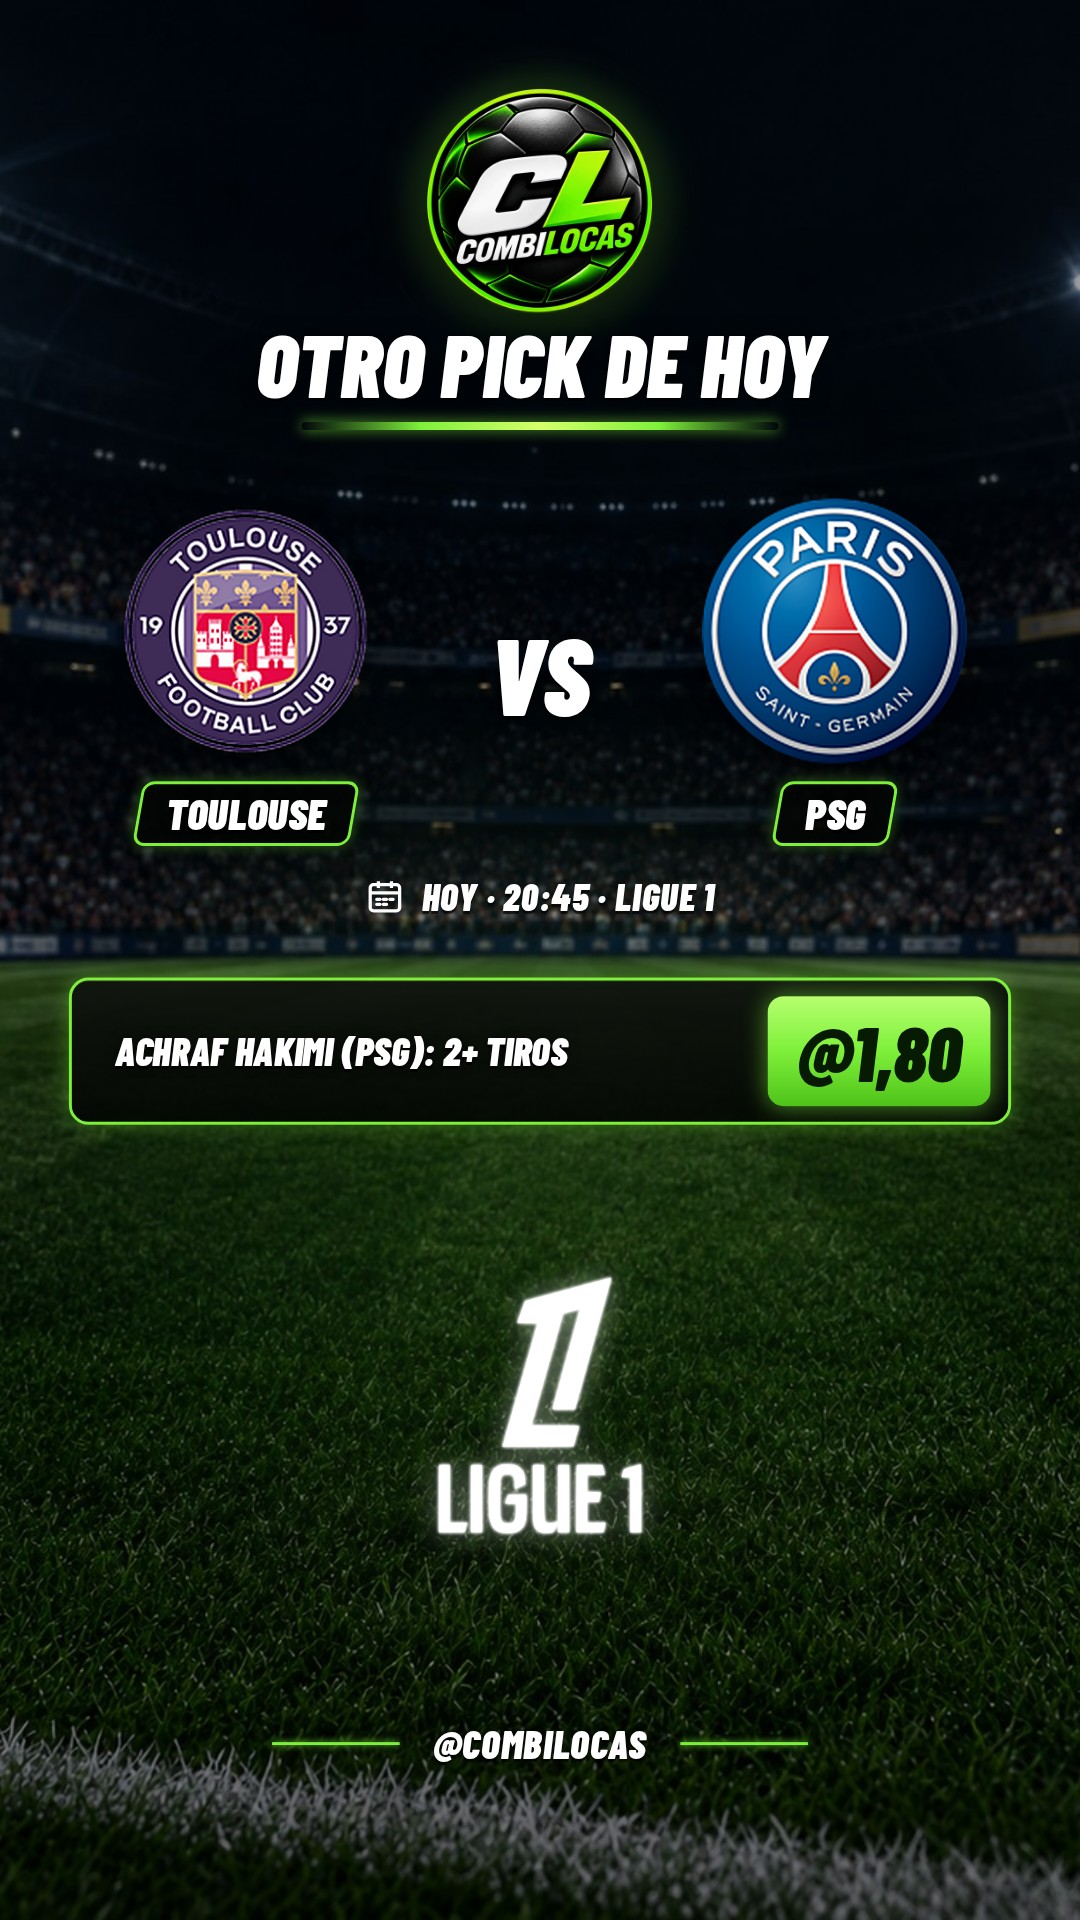 CL
COMBILOCAS
OTRO PICK DE HOY
TOULOUSE
19 37
FOOTBALL CLUB
PARIS
SAINT - GERMAIN
VS
TOULOUSE
PSG
HOY · 20:45 · LIGUE 1
ACHRAF HAKIMI (PSG): 2+ TIROS
@1,80
LIGUE 1
@COMBILOCAS